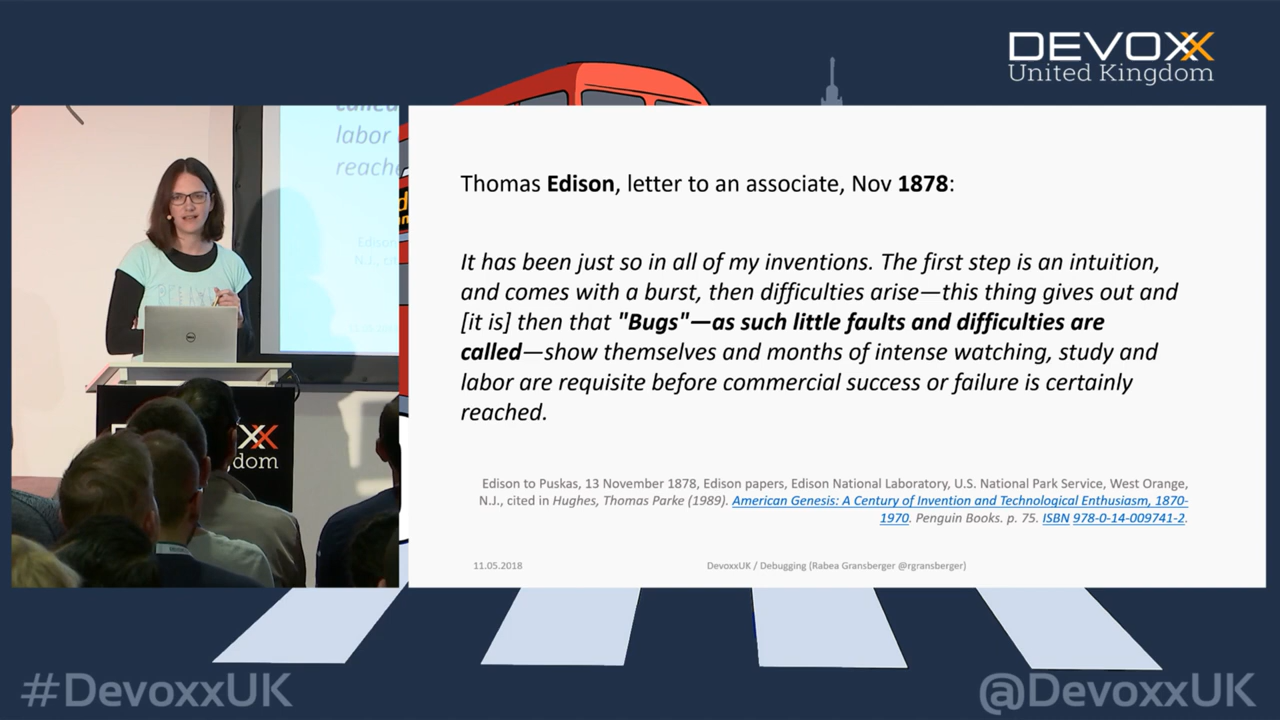 DEVOXX
United Kingdom
called
labor
reache
Edison
N.J., cit
Thomas Edison, letter to an associate, Nov 1878:
It has been just so in all of my inventions. The first step is an intuition,
and comes with a burst, then difficulties arise—this thing gives out and
[it is] then that "Bugs"—as such little faults and difficulties are
called—show themselves and months of intense watching, study and
labor are requisite before commercial success or failure is certainly
reached.
Edison to Puskas, 13 November 1878, Edison papers, Edison National Laboratory, U.S. National Park Service, West Orange,
N.J., cited in Hughes, Thomas Parke (1989). American Genesis: A Century of Invention and Technological Enthusiasm, 1870-
1970. Penguin Books. p. 75. ISBN 978-0-14-009741-2.
11.05.2018 DevoxxUK / Debugging (Rabea Gransberger @rgransberger)
DELL
#DevoxxUK @DevoxxUK